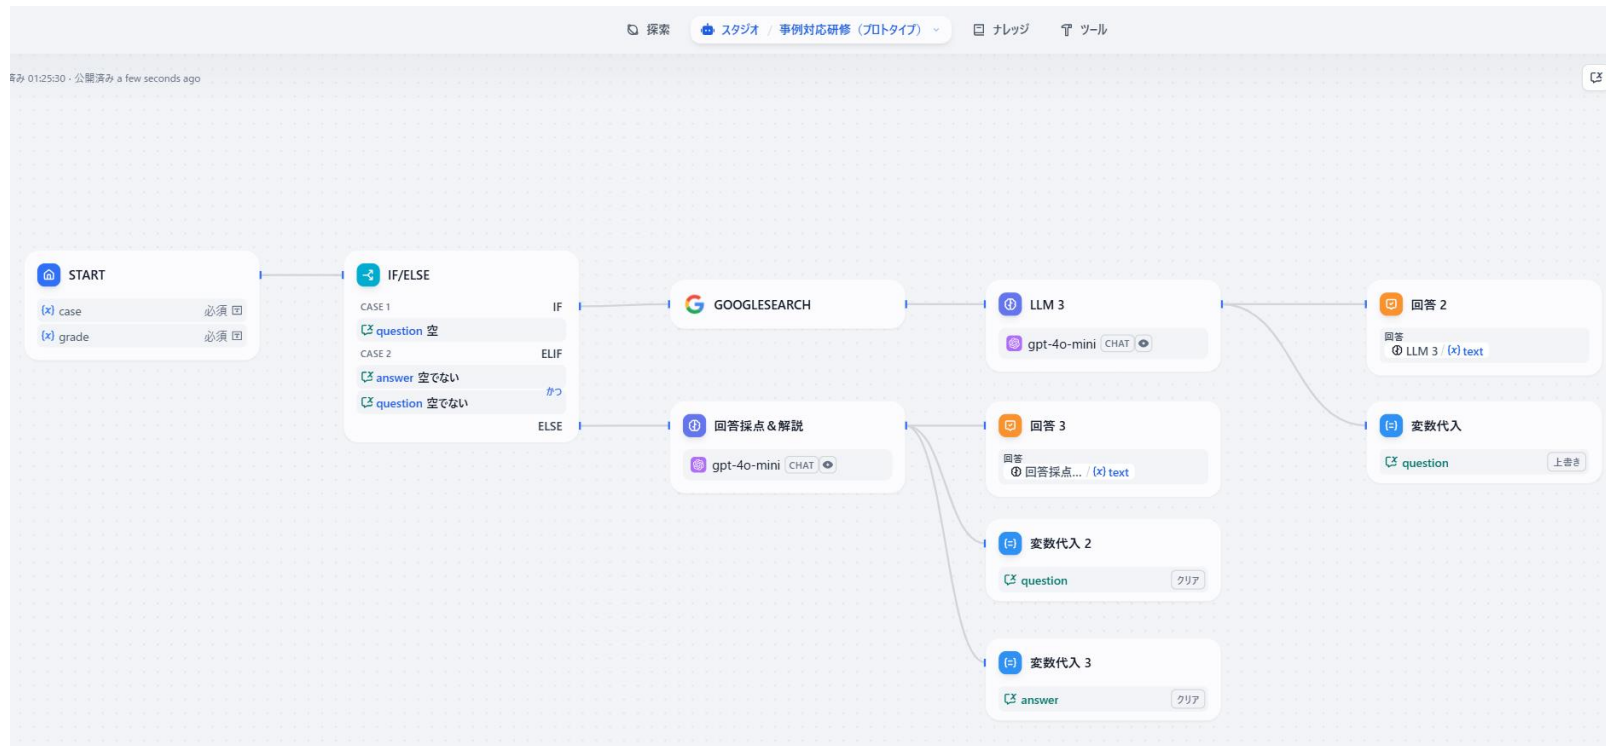 探索 スタジオ / 事例対応研修（プロトタイプ） ナレッジ ツール
済み 01:25:30 · 公開済み a few seconds ago
START
(x) case 必須
(x) grade 必須
IF/ELSE
CASE 1 IF
question 空
CASE 2 ELIF
answer 空でない
かつ
question 空でない
ELSE
GOOGLESEARCH
回答採点＆解説
gpt-4o-mini CHAT
LLM 3
gpt-4o-mini CHAT
回答 3
回答
回答採点... / (x) text
変数代入 2
question クリア
変数代入 3
answer クリア
回答 2
回答
LLM 3 / (x) text
変数代入
question 上書き